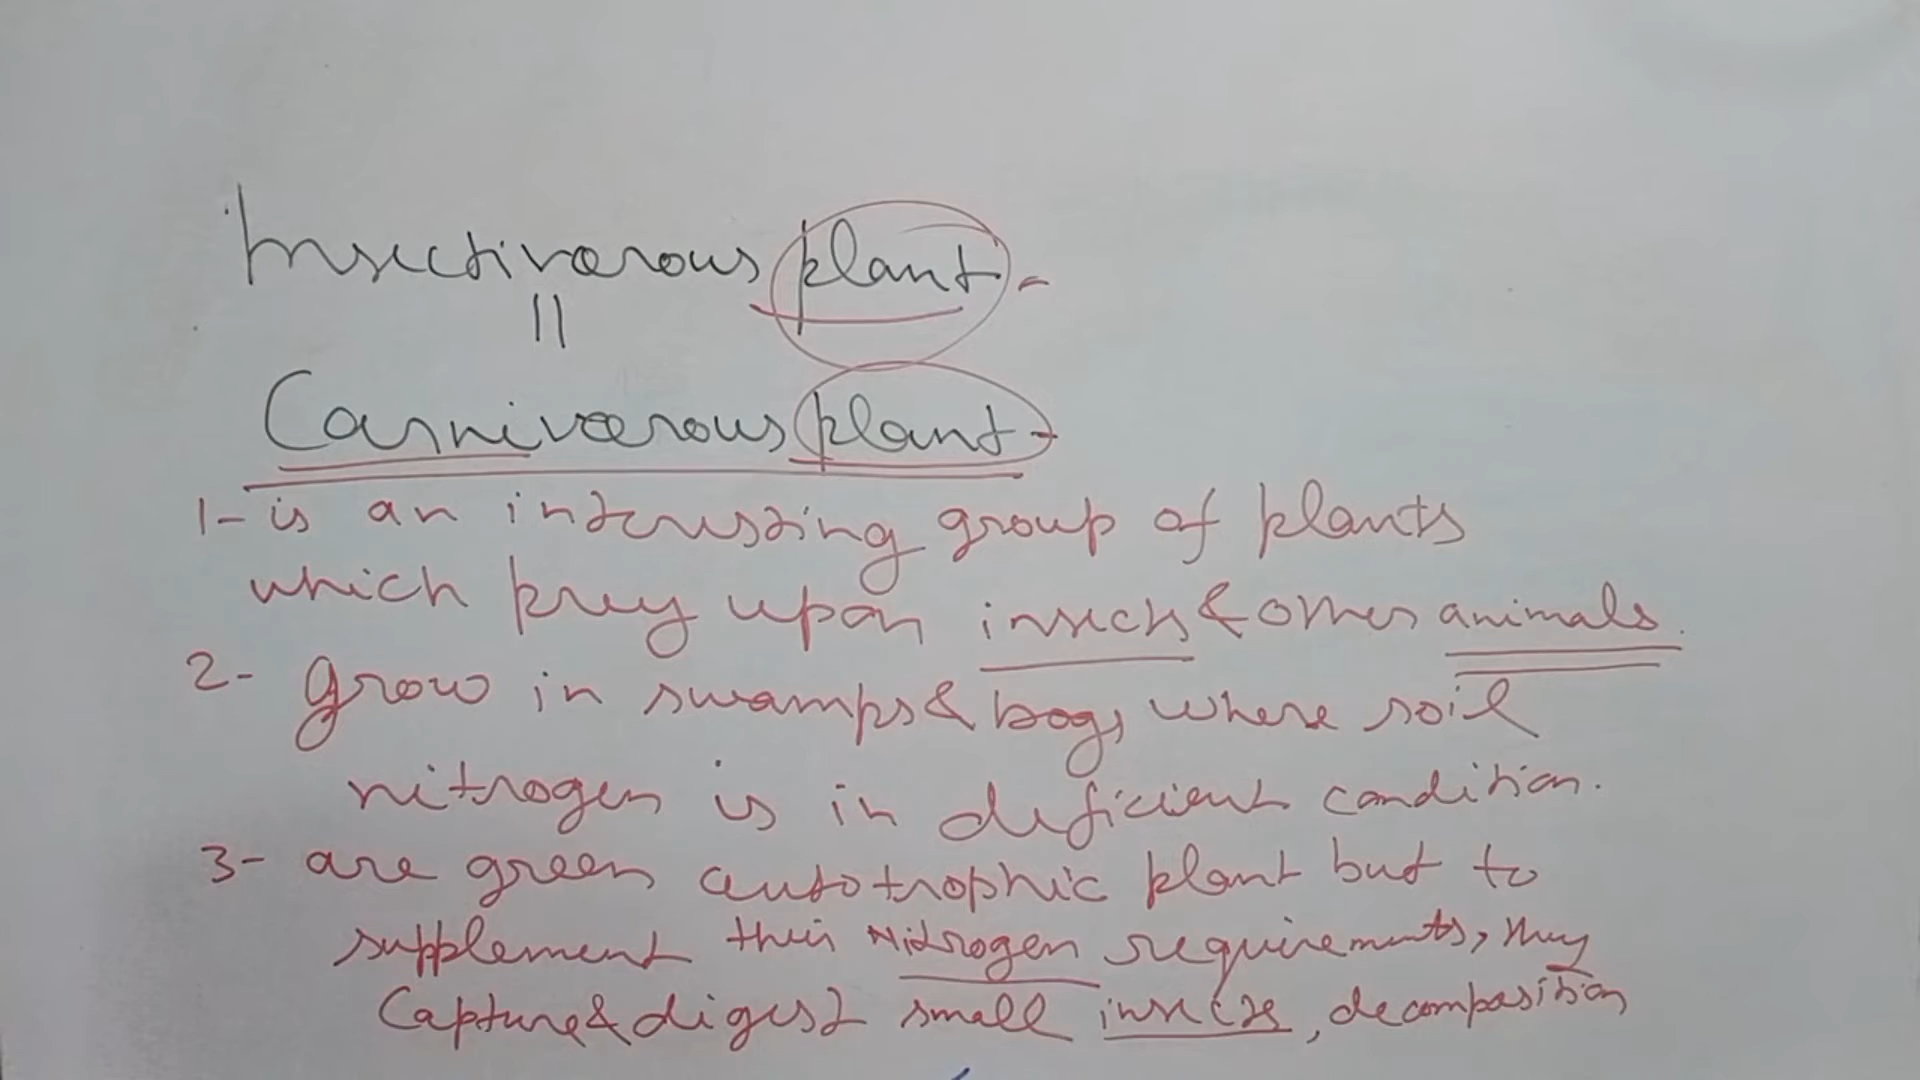 Insectivorous plant -
||
Carnivorous plant -
1- is an interesting group of plants
which prey upon insects & other animals.
2- grow in swamps & bogs where soil
nitrogen is in deficient condition.
3- are green autotrophic plant but to
supplement their Nitrogen requirements, they
Capture & digest small insects, decomposition